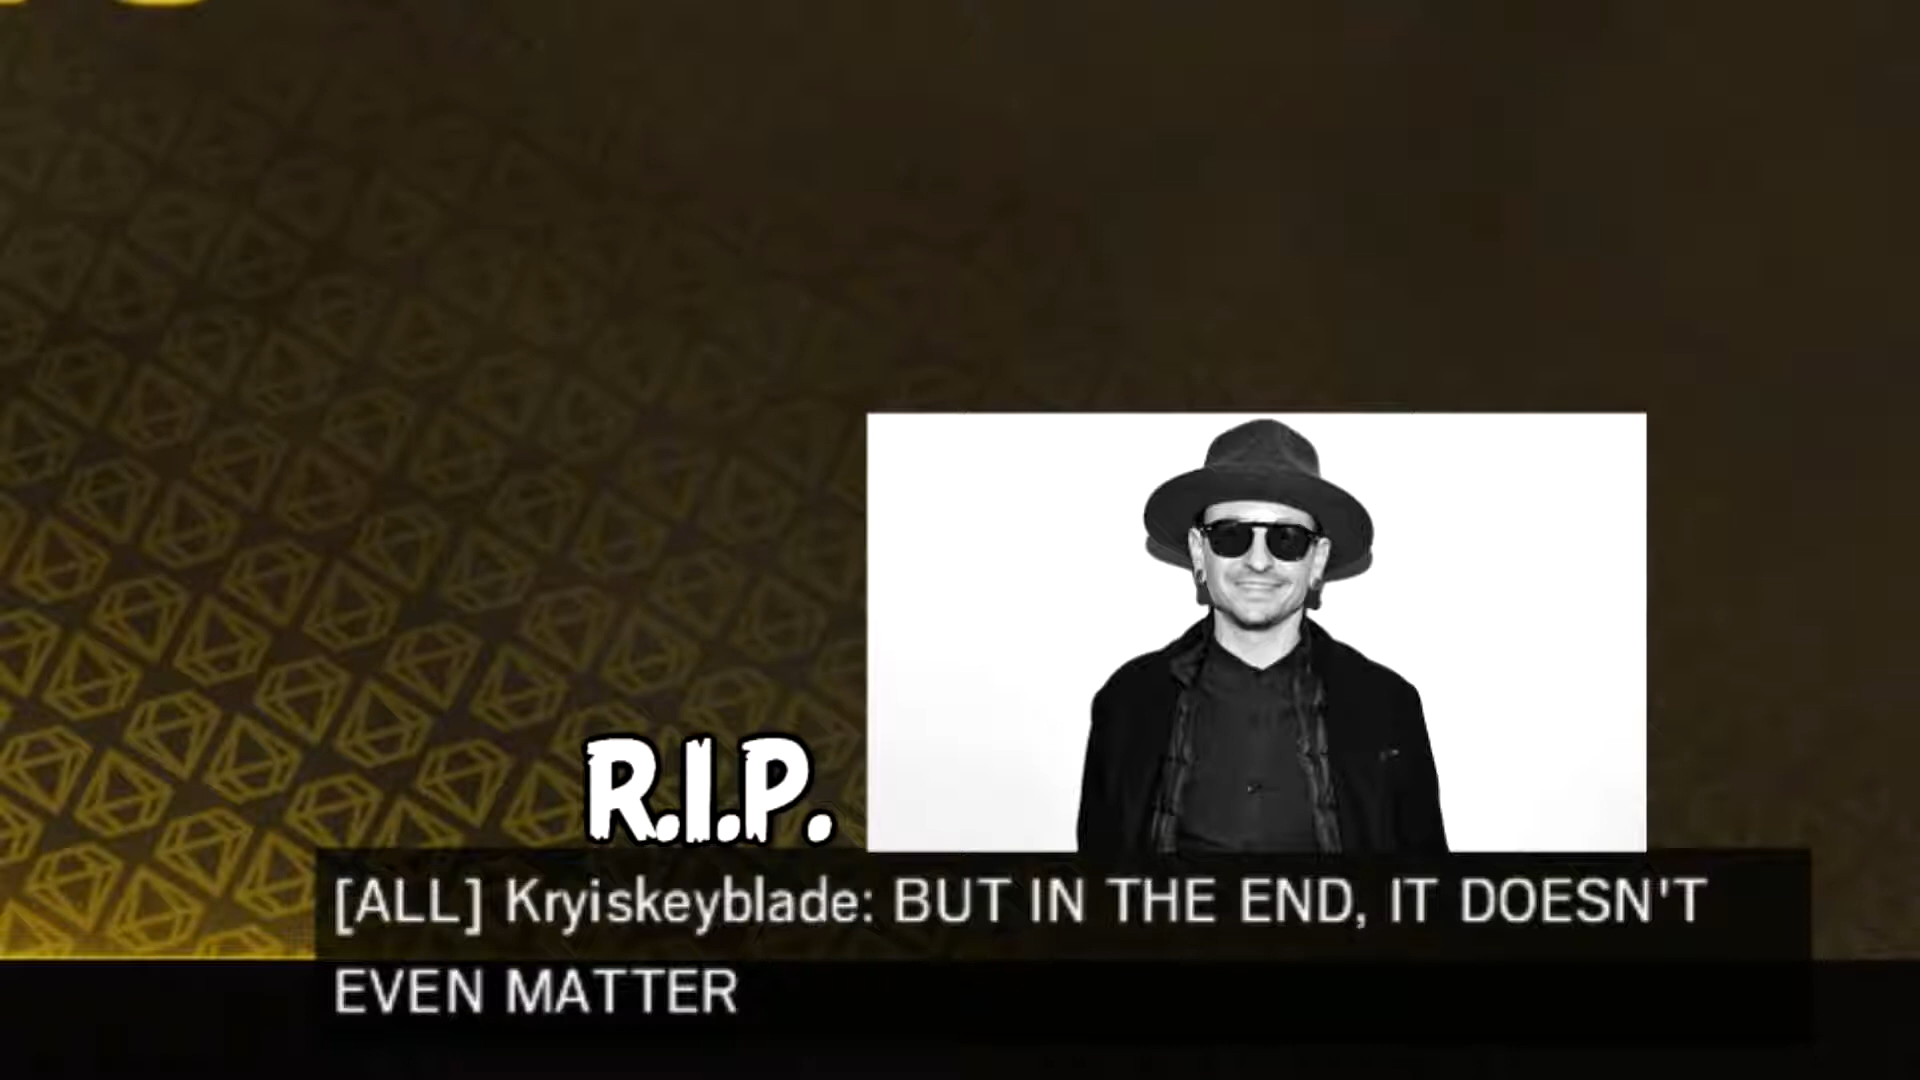 R.I.P.
[ALL] Kryiskeyblade: BUT IN THE END, IT DOESN'T
EVEN MATTER